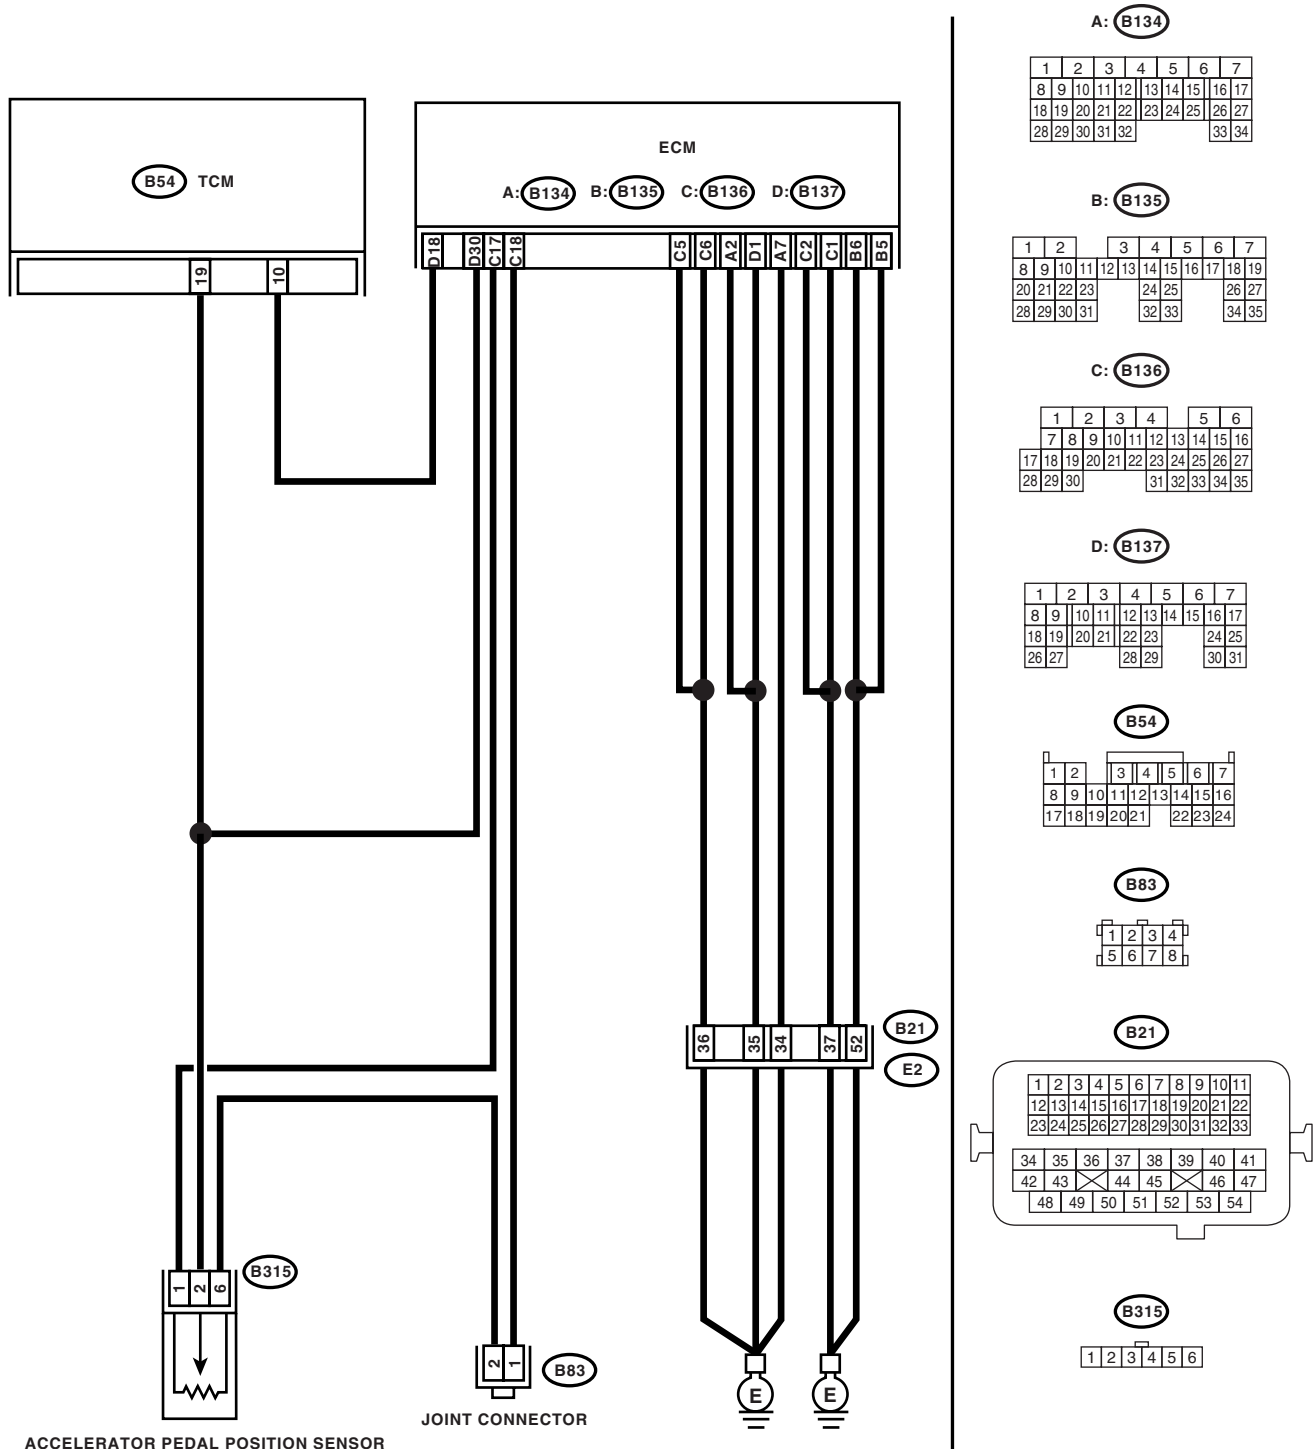 B54 TCM
19 10
ECM
A: B134 B: B135 C: B136 D: B137
D18 D30 C17 C18 C5 C6 A2 D1 A7 C2 C1 B6 B5
36 35 34 37 52
B21
E2
1 2 6
B315
ACCELERATOR PEDAL POSITION SENSOR
2 1
B83
JOINT CONNECTOR
E E
A: B134
1 2 3 4 5 6 7
8 9 10 11 12 13 14 15 16 17
18 19 20 21 22 23 24 25 26 27
28 29 30 31 32 33 34
B: B135
1 2 3 4 5 6 7
8 9 10 11 12 13 14 15 16 17 18 19
20 21 22 23 24 25 26 27
28 29 30 31 32 33 34 35
C: B136
1 2 3 4 5 6
7 8 9 10 11 12 13 14 15 16
17 18 19 20 21 22 23 24 25 26 27
28 29 30 31 32 33 34 35
D: B137
1 2 3 4 5 6 7
8 9 10 11 12 13 14 15 16 17
18 19 20 21 22 23 24 25
26 27 28 29 30 31
B54
1 2 3 4 5 6 7
8 9 10 11 12 13 14 15 16
17 18 19 20 21 22 23 24
B83
1 2 3 4
5 6 7 8
B21
1 2 3 4 5 6 7 8 9 10 11
12 13 14 15 16 17 18 19 20 21 22
23 24 25 26 27 28 29 30 31 32 33
34 35 36 37 38 39 40 41
42 43 44 45 46 47
48 49 50 51 52 53 54
B315
1 2 3 4 5 6